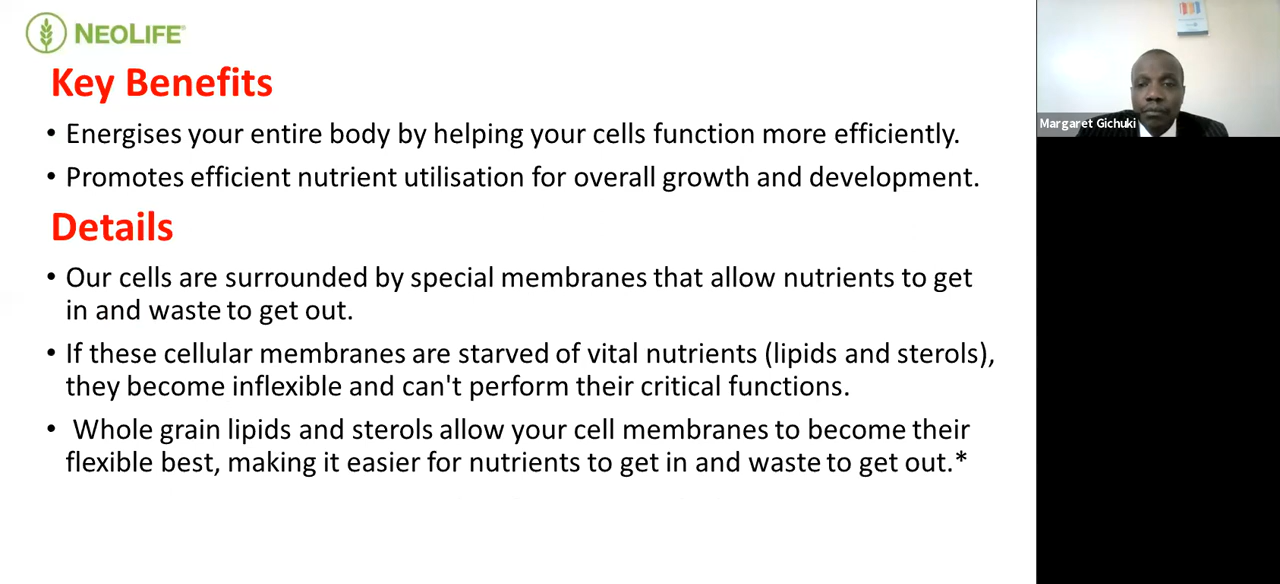 NEOLIFE
Key Benefits
• Energises your entire body by helping your cells function more efficiently.
• Promotes efficient nutrient utilisation for overall growth and development.
Details
• Our cells are surrounded by special membranes that allow nutrients to get
in and waste to get out.
• If these cellular membranes are starved of vital nutrients (lipids and sterols),
they become inflexible and can't perform their critical functions.
• Whole grain lipids and sterols allow your cell membranes to become their
flexible best, making it easier for nutrients to get in and waste to get out.*
Margaret Gichuki